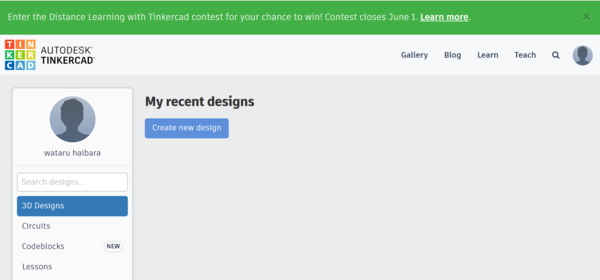 Enter the Distance Learning with Tinkercad contest for your chance to win! Contest closes June 1. Learn more.
TIN
KER
CAD
AUTODESK®
TINKERCAD®
Gallery Blog Learn Teach
wataru haibara
Search designs...
3D Designs
Circuits
Codeblocks NEW
Lessons
My recent designs
Create new design